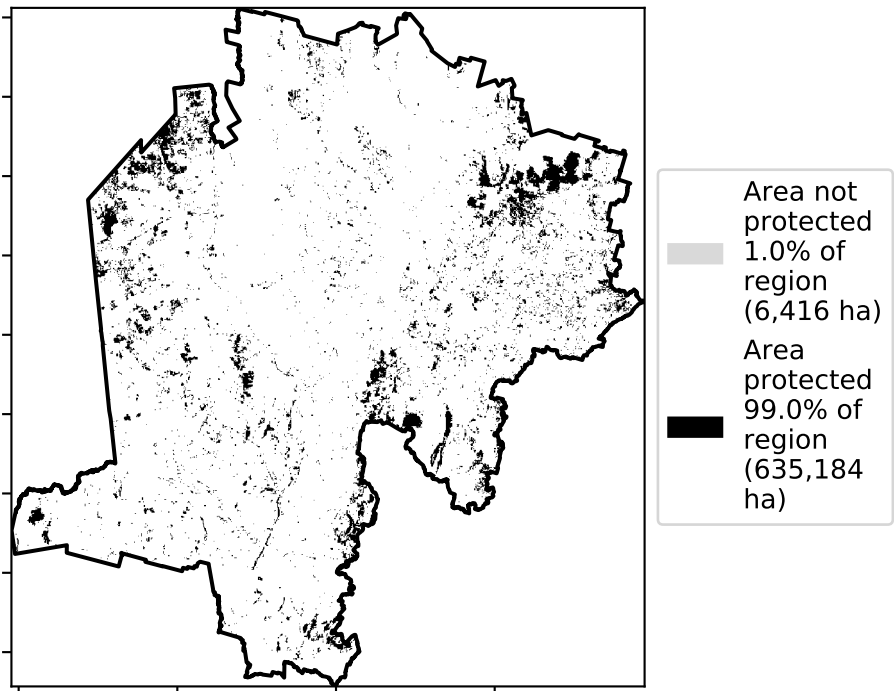 Area not
protected
1.0% of
region
(6,416 ha)
Area
protected
99.0% of
region
(635,184
ha)